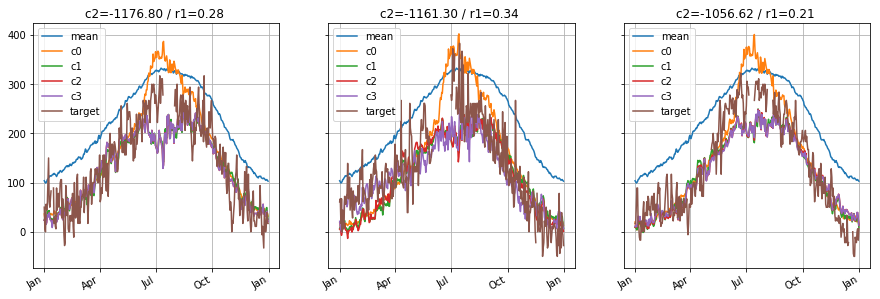 c2=-1176.80 / r1=0.28
c2=-1161.30 / r1=0.34
c2=-1056.62 / r1=0.21
400
300
200
100
0
mean
c0
c1
c2
c3
target
Jan
Apr
Jul
Oct
Jan
mean
c0
c1
c2
c3
target
Jan
Apr
Jul
Oct
Jan
mean
c0
c1
c2
c3
target
Jan
Apr
Jul
Oct
Jan